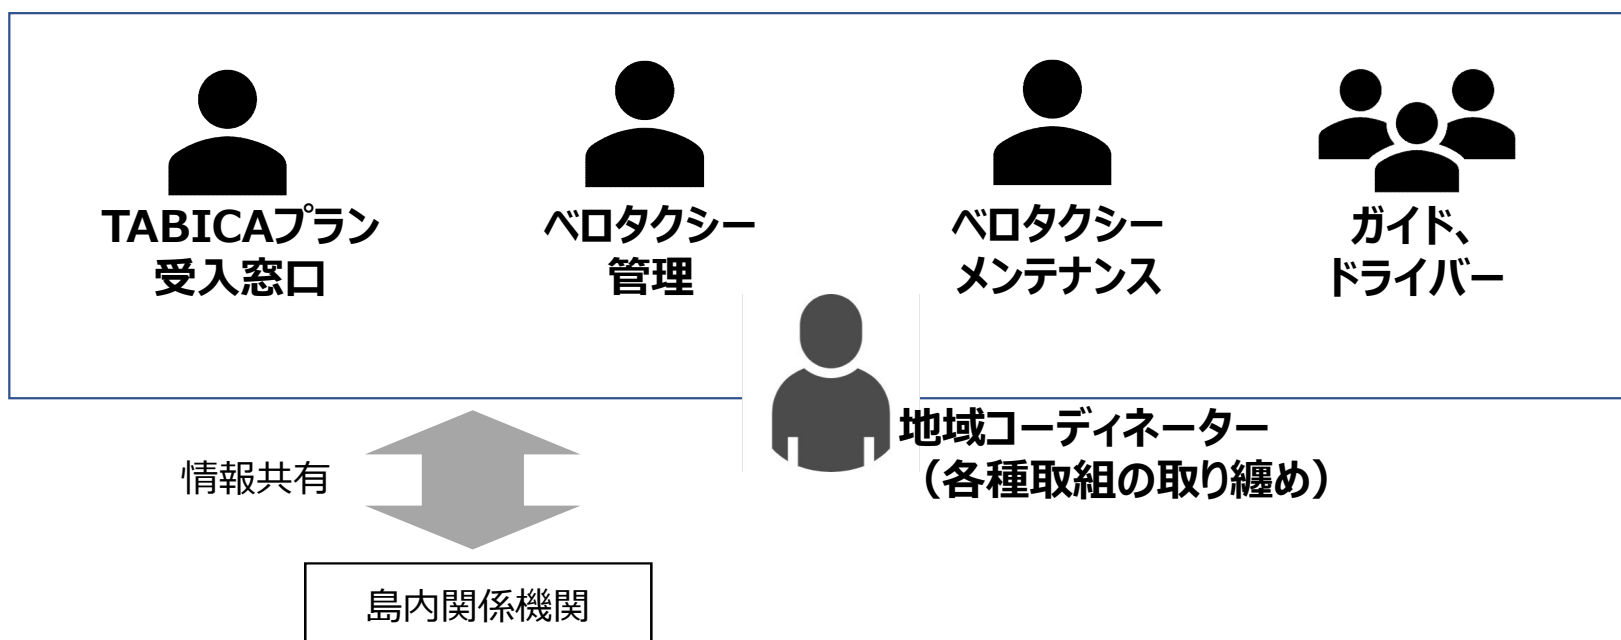 TABICAプラン
受入窓口
ベロタクシー
管理
ベロタクシー
メンテナンス
ガイド、
ドライバー
地域コーディネーター
（各種取組の取り纏め）
情報共有
島内関係機関